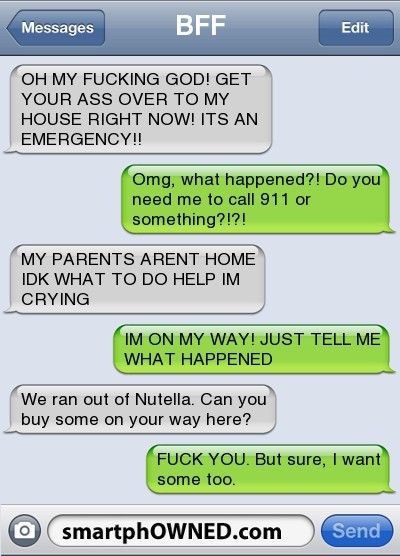 Messages
BFF
Edit
OH MY FUCKING GOD! GET
YOUR ASS OVER TO MY
HOUSE RIGHT NOW! ITS AN
EMERGENCY!!
Omg, what happened?! Do you
need me to call 911 or
something?!?!
MY PARENTS ARENT HOME
IDK WHAT TO DO HELP IM
CRYING
IM ON MY WAY! JUST TELL ME
WHAT HAPPENED
We ran out of Nutella. Can you
buy some on your way here?
FUCK YOU. But sure, I want
some too.
smartphOWNED.com
Send